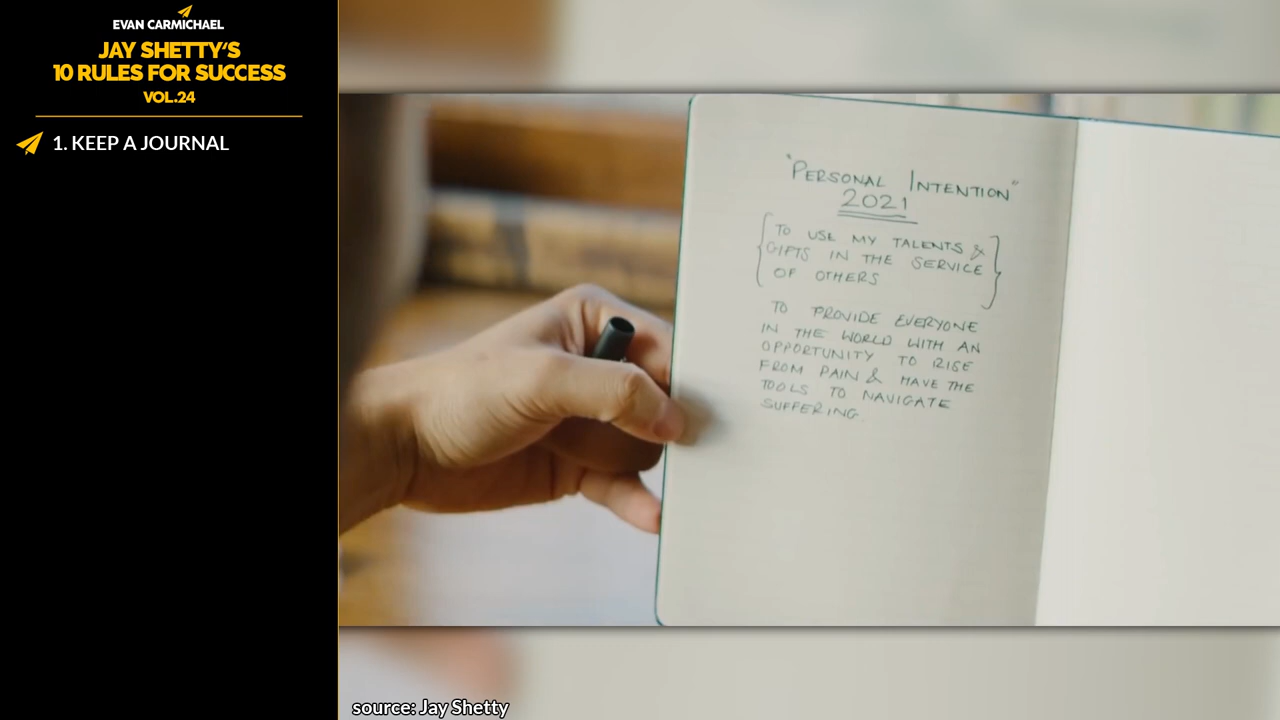 EVAN CARMICHAEL
JAY SHETTY'S
10 RULES FOR SUCCESS
VOL.24
1. KEEP A JOURNAL
"PERSONAL INTENTION"
2021
{TO USE MY TALENTS &
GIFTS IN THE SERVICE
OF OTHERS}
TO PROVIDE EVERYONE
IN THE WORLD WITH AN
OPPORTUNITY TO RISE
FROM PAIN & HAVE THE
TOOLS TO NAVIGATE
SUFFERING
source: Jay Shetty